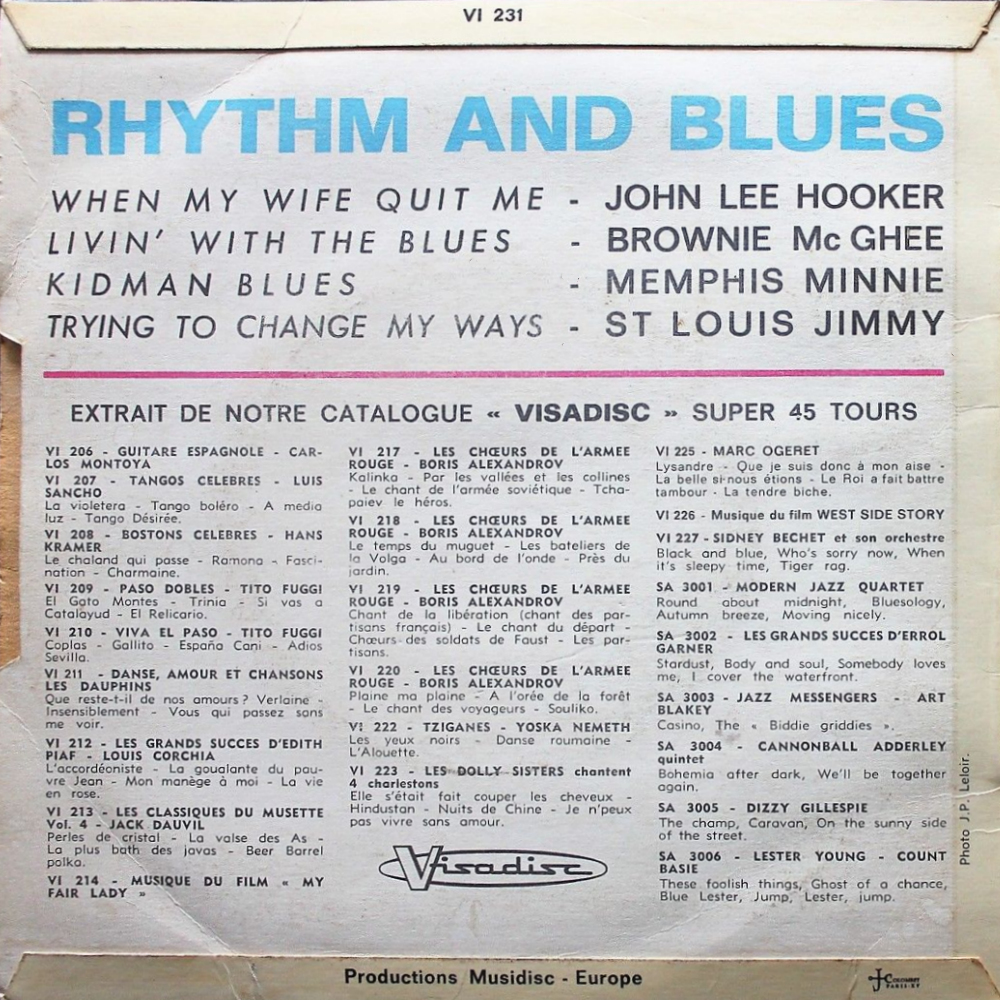 VI 231
RHYTHM AND BLUES
WHEN MY WIFE QUIT ME - JOHN LEE HOOKER
LIVIN' WITH THE BLUES - BROWNIE Mc GHEE
KIDMAN BLUES - MEMPHIS MINNIE
TRYING TO CHANGE MY WAYS - ST LOUIS JIMMY
EXTRAIT DE NOTRE CATALOGUE « VISADISC » SUPER 45 TOURS
VI 206 - GUITARE ESPAGNOLE - CAR-
LOS MONTOYA
VI 207 - TANGOS CELEBRES - LUIS
SANCHO
La violetera - Tango boléro - A media
luz - Tango Désirée.
VI 208 - BOSTONS CELEBRES - HANS
KRAMER
Le chaland qui passe - Ramona - Fasci-
nation - Charmaine.
VI 209 - PASO DOBLES - TITO FUGGI
El Gato Montes - Trinia - Si vas a
Catalayud - El Relicario.
VI 210 - VIVA EL PASO - TITO FUGGI
Coplas - Gallito - España Cani - Adios
Sevilla.
VI 211 - DANSE, AMOUR ET CHANSONS
LES DAUPHINS
Que reste-t-il de nos amours? Verlaine -
Insensiblement - Vous qui passez sans
me voir.
VI 212 - LES GRANDS SUCCES D'EDITH
PIAF - LOUIS CORCHIA
L'accordéoniste - La goualante du pau-
vre Jean - Mon manège à moi - La vie
en rose.
VI 213 - LES CLASSIQUES DU MUSETTE
Vol. 4 - JACK DAUVIL
Perles de cristal - La valse des As -
La plus bath des javas - Beer Barrel
polka.
VI 214 - MUSIQUE DU FILM « MY
FAIR LADY »
VI 217 - LES CHŒURS DE L'ARMEE
ROUGE - BORIS ALEXANDROV
Kalinka - Par les vallées et les collines
- Le chant de l'armée soviétique - Tcha-
paiev le héros.
VI 218 - LES CHŒURS DE L'ARMEE
ROUGE - BORIS ALEXANDROV
Le temps du muguet - Les bateliers de
la Volga - Au bord de l'onde - Près du
jardin.
VI 219 - LES CHŒURS DE L'ARMEE
ROUGE - BORIS ALEXANDROV
Chant de la libération (chant des par-
tisans français) - Le chant du départ -
Chœurs des soldats de Faust - Les par-
tisans.
VI 220 - LES CHŒURS DE L'ARMEE
ROUGE - BORIS ALEXANDROV
Plaine ma plaine - A l'orée de la forêt
- Le chant des voyageurs - Souliko.
VI 222 - TZIGANES - YOSKA NEMETH
Les yeux noirs - Danse roumaine -
L'Alouette.
VI 223 - LES DOLLY SISTERS chantent
4 charlestons
Elle s'était fait couper les cheveux -
Hindustan - Nuits de Chine - Je n'peux
pas vivre sans amour.
Visadisc
VI 225 - MARC OGERET
Lysandre - Que je suis donc à mon aise -
La belle si nous étions - Le Roi a fait battre
tambour - La tendre biche.
VI 226 - Musique du film WEST SIDE STORY
VI 227 - SIDNEY BECHET et son orchestre
Black and blue, Who's sorry now, When
it's sleepy time, Tiger rag.
SA 3001 - MODERN JAZZ QUARTET
Round about midnight, Bluesology,
Autumn breeze, Moving nicely.
SA 3002 - LES GRANDS SUCCES D'ERROL
GARNER
Stardust, Body and soul, Somebody loves
me, I cover the waterfront.
SA 3003 - JAZZ MESSENGERS - ART
BLAKEY
Casino, The « Biddie griddies ».
SA 3004 - CANNONBALL ADDERLEY
quintet
Bohemia after dark, We'll be together
again.
SA 3005 - DIZZY GILLESPIE
The champ, Caravan, On the sunny side
of the street.
SA 3006 - LESTER YOUNG - COUNT
BASIE
These foolish things, Ghost of a chance,
Blue Lester, Jump, Lester, jump.
Photo J.P. Leloir.
Productions Musidisc - Europe